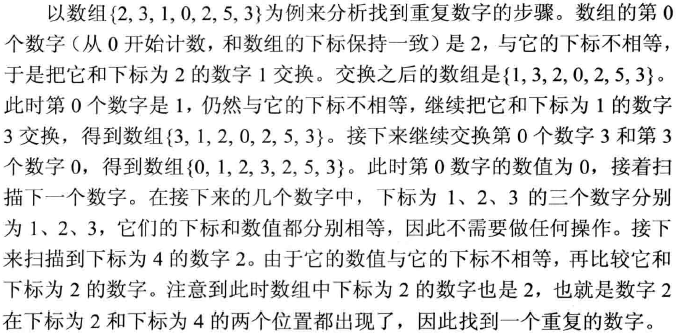 以数组{2, 3, 1, 0, 2, 5, 3}为例来分析找到重复数字的步骤。数组的第 0
个数字（从 0 开始计数，和数组的下标保持一致）是 2，与它的下标不相等，
于是把它和下标为 2 的数字 1 交换。交换之后的数组是{1, 3, 2, 0, 2, 5, 3}。
此时第 0 个数字是 1，仍然与它的下标不相等，继续把它和下标为 1 的数字
3 交换，得到数组{3, 1, 2, 0, 2, 5, 3}。接下来继续交换第 0 个数字 3 和第 3
个数字 0，得到数组{0, 1, 2, 3, 2, 5, 3}。此时第 0 数字的数值为 0，接着扫
描下一个数字。在接下来的几个数字中，下标为 1、2、3 的三个数字分别
为 1、2、3，它们的下标和数值都分别相等，因此不需要做任何操作。接下
来扫描到下标为 4 的数字 2。由于它的数值与它的下标不相等，再比较它和
下标为 2 的数字。注意到此时数组中下标为 2 的数字也是 2，也就是数字 2
在下标为 2 和下标为 4 的两个位置都出现了，因此找到一个重复的数字。